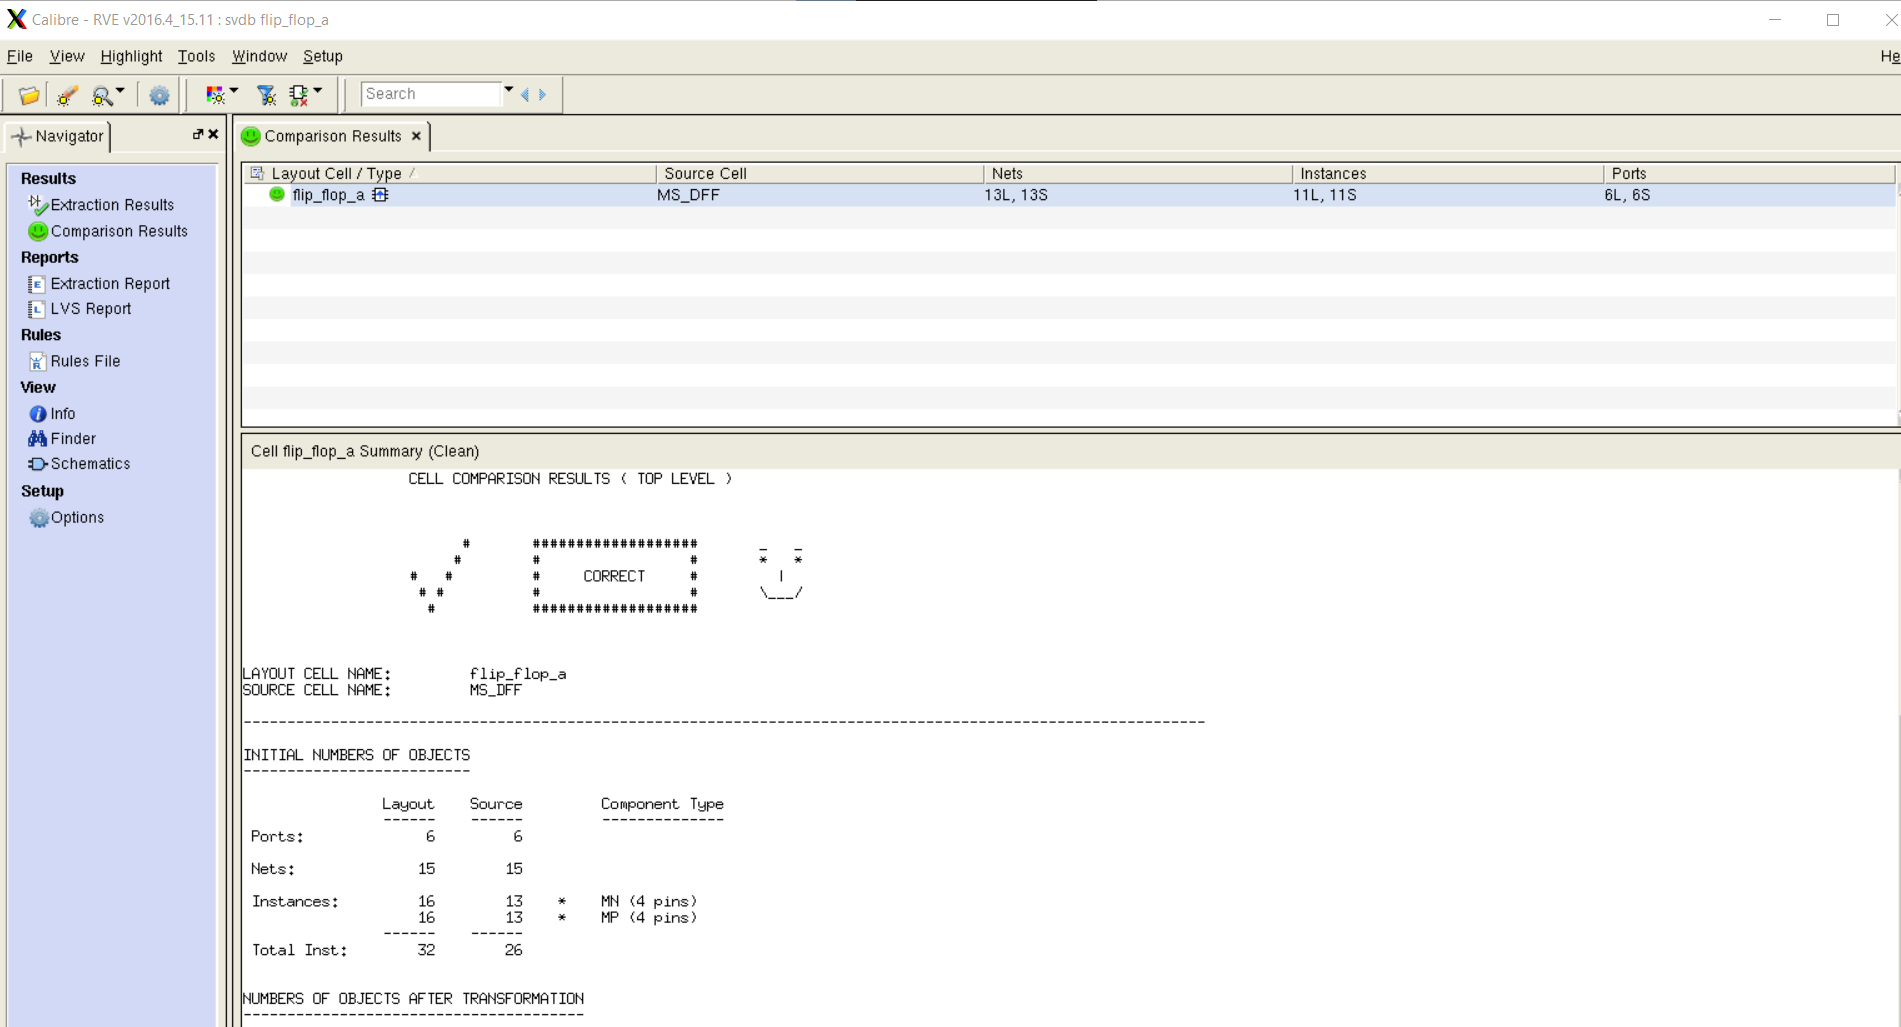 Calibre - RVE v2016.4_15.11 : svdb flip_flop_a
File View Highlight Tools Window Setup He
Search
Navigator
Comparison Results
Results
Extraction Results
Comparison Results
Reports
Extraction Report
LVS Report
Rules
Rules File
View
Info
Finder
Schematics
Setup
Options
Layout Cell / Type Source Cell Nets Instances Ports
flip_flop_a MS_DFF 13L, 13S 11L, 11S 6L, 6S
Cell flip_flop_a Summary (Clean)
CELL COMPARISON RESULTS ( TOP LEVEL )
# ################### _ _
# # # * *
# # # CORRECT # |
# # # # \___/
# ###################
LAYOUT CELL NAME: flip_flop_a
SOURCE CELL NAME: MS_DFF
INITIAL NUMBERS OF OBJECTS
Layout Source Component Type
Ports: 6 6
Nets: 15 15
Instances: 16 13 * MN (4 pins)
16 13 * MP (4 pins)
Total Inst: 32 26
NUMBERS OF OBJECTS AFTER TRANSFORMATION